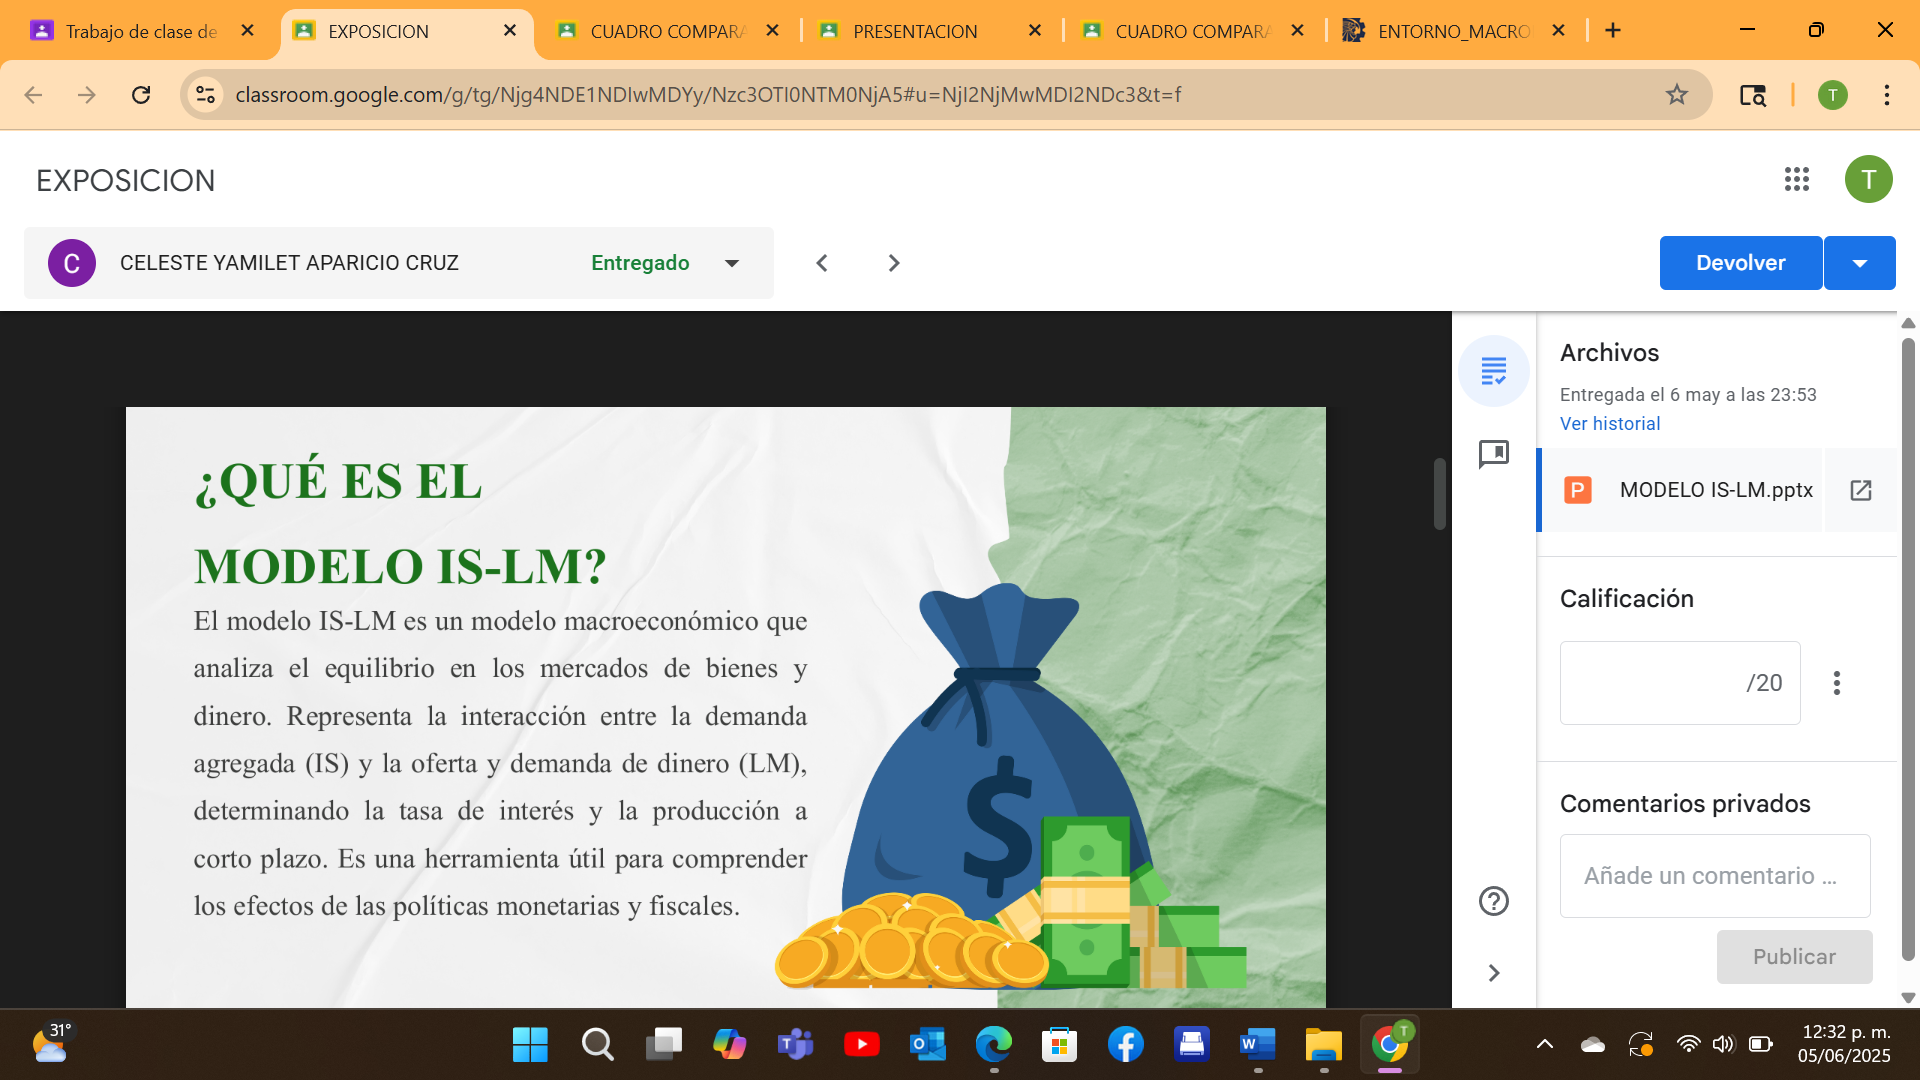 Trabajo de clase de
EXPOSICION
CUADRO COMPARA
PRESENTACION
CUADRO COMPARA
ENTORNO_MACRO
classroom.google.com/g/tg/Njg4NDE1NDIwMDYy/Nzc3OTI0NTM0NjA5#u=NjI2NjMwMDI2NDc3&t=f
T
EXPOSICION
T
C
CELESTE YAMILET APARICIO CRUZ
Entregado
Devolver
¿QUÉ ES EL
MODELO IS-LM?
El modelo IS-LM es un modelo macroeconómico que
analiza el equilibrio en los mercados de bienes y
dinero. Representa la interacción entre la demanda
agregada (IS) y la oferta y demanda de dinero (LM),
determinando la tasa de interés y la producción a
corto plazo. Es una herramienta útil para comprender
los efectos de las políticas monetarias y fiscales.
$
Archivos
Entregada el 6 may a las 23:53
Ver historial
P
MODELO IS-LM.pptx
Calificación
/20
Comentarios privados
Añade un comentario ...
Publicar
31°
T
12:32 p. m.
05/06/2025